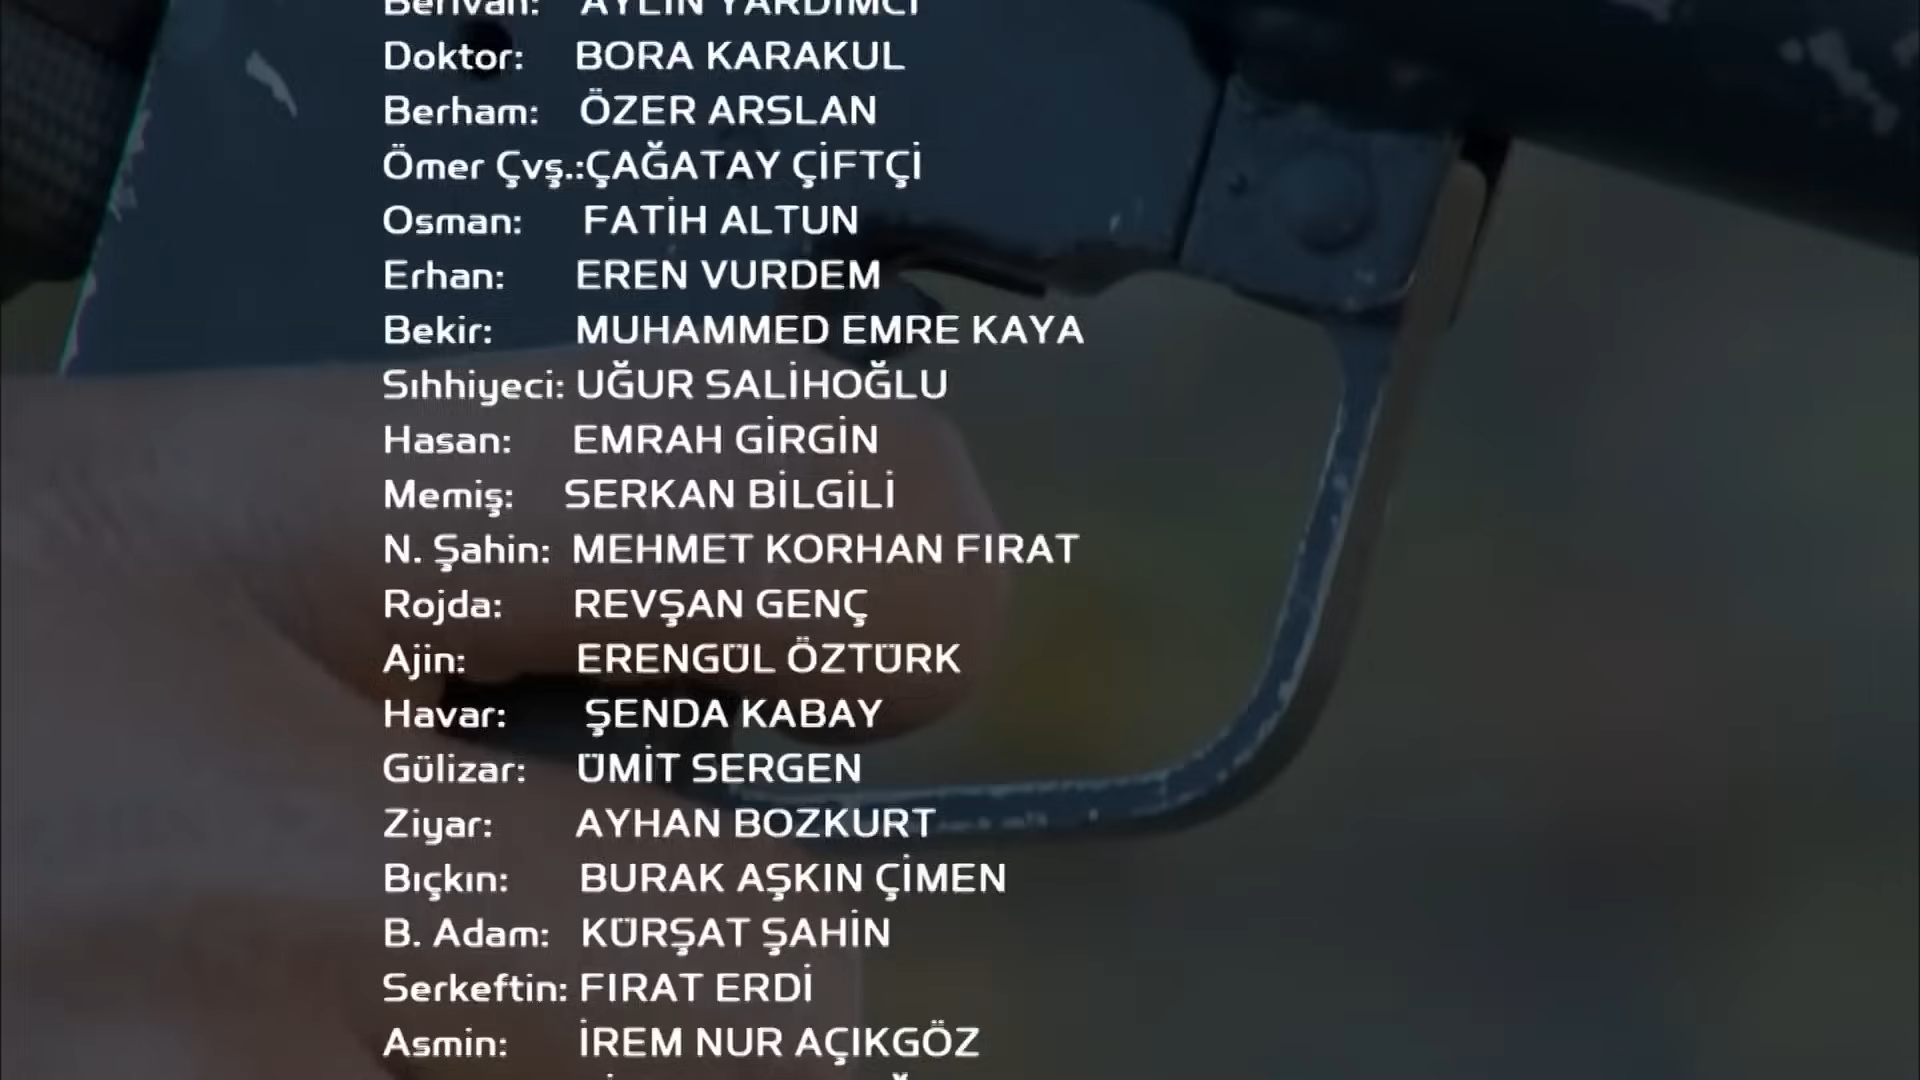 Berivan: AYLİN YARDIMCI
Doktor: BORA KARAKUL
Berham: ÖZER ARSLAN
Ömer Çvş.:ÇAĞATAY ÇİFTÇİ
Osman: FATİH ALTUN
Erhan: EREN VURDEM
Bekir: MUHAMMED EMRE KAYA
Sıhhiyeci: UĞUR SALİHOĞLU
Hasan: EMRAH GİRGİN
Memiş: SERKAN BİLGİLİ
N. Şahin: MEHMET KORHAN FIRAT
Rojda: REVŞAN GENÇ
Ajin: ERENGÜL ÖZTÜRK
Havar: ŞENDA KABAY
Gülizar: ÜMİT SERGEN
Ziyar: AYHAN BOZKURT
Bıçkın: BURAK AŞKIN ÇİMEN
B. Adam: KÜRŞAT ŞAHİN
Serkeftin: FIRAT ERDİ
Asmin: İREM NUR AÇIKGÖZ